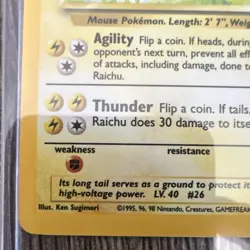 Mouse Pokémon. Length: 2' 7", Weig
Agility Flip a coin. If heads, durin
opponent's next turn, prevent all effe
of attacks, including damage, done to
Raichu.
Thunder Flip a coin. If tails,
Raichu does 30 damage to itse
weakness resistance
Its long tail serves as a ground to protect i
high-voltage power. LV. 40 #26
Illus. Ken Sugimori ©1995, 96, 98 Nintendo, Creatures, GAMEFREAK